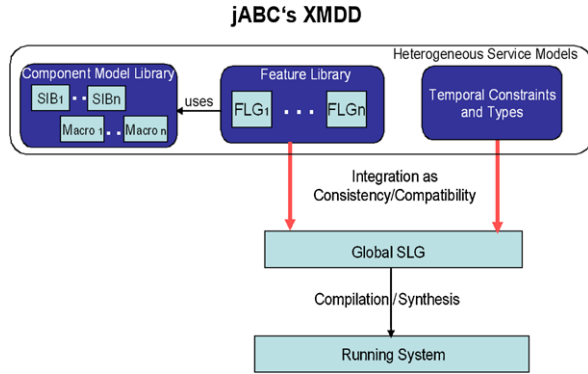 jABC's XMDD
Heterogeneous Service Models
Component Model Library
SIB1 .. SIBn
Macro 1 .. Macro n
uses
Feature Library
FLG1 ... FLGn
Temporal Constraints
and Types
Integration as
Consistency/Compatibility
Global SLG
Compilation/Synthesis
Running System